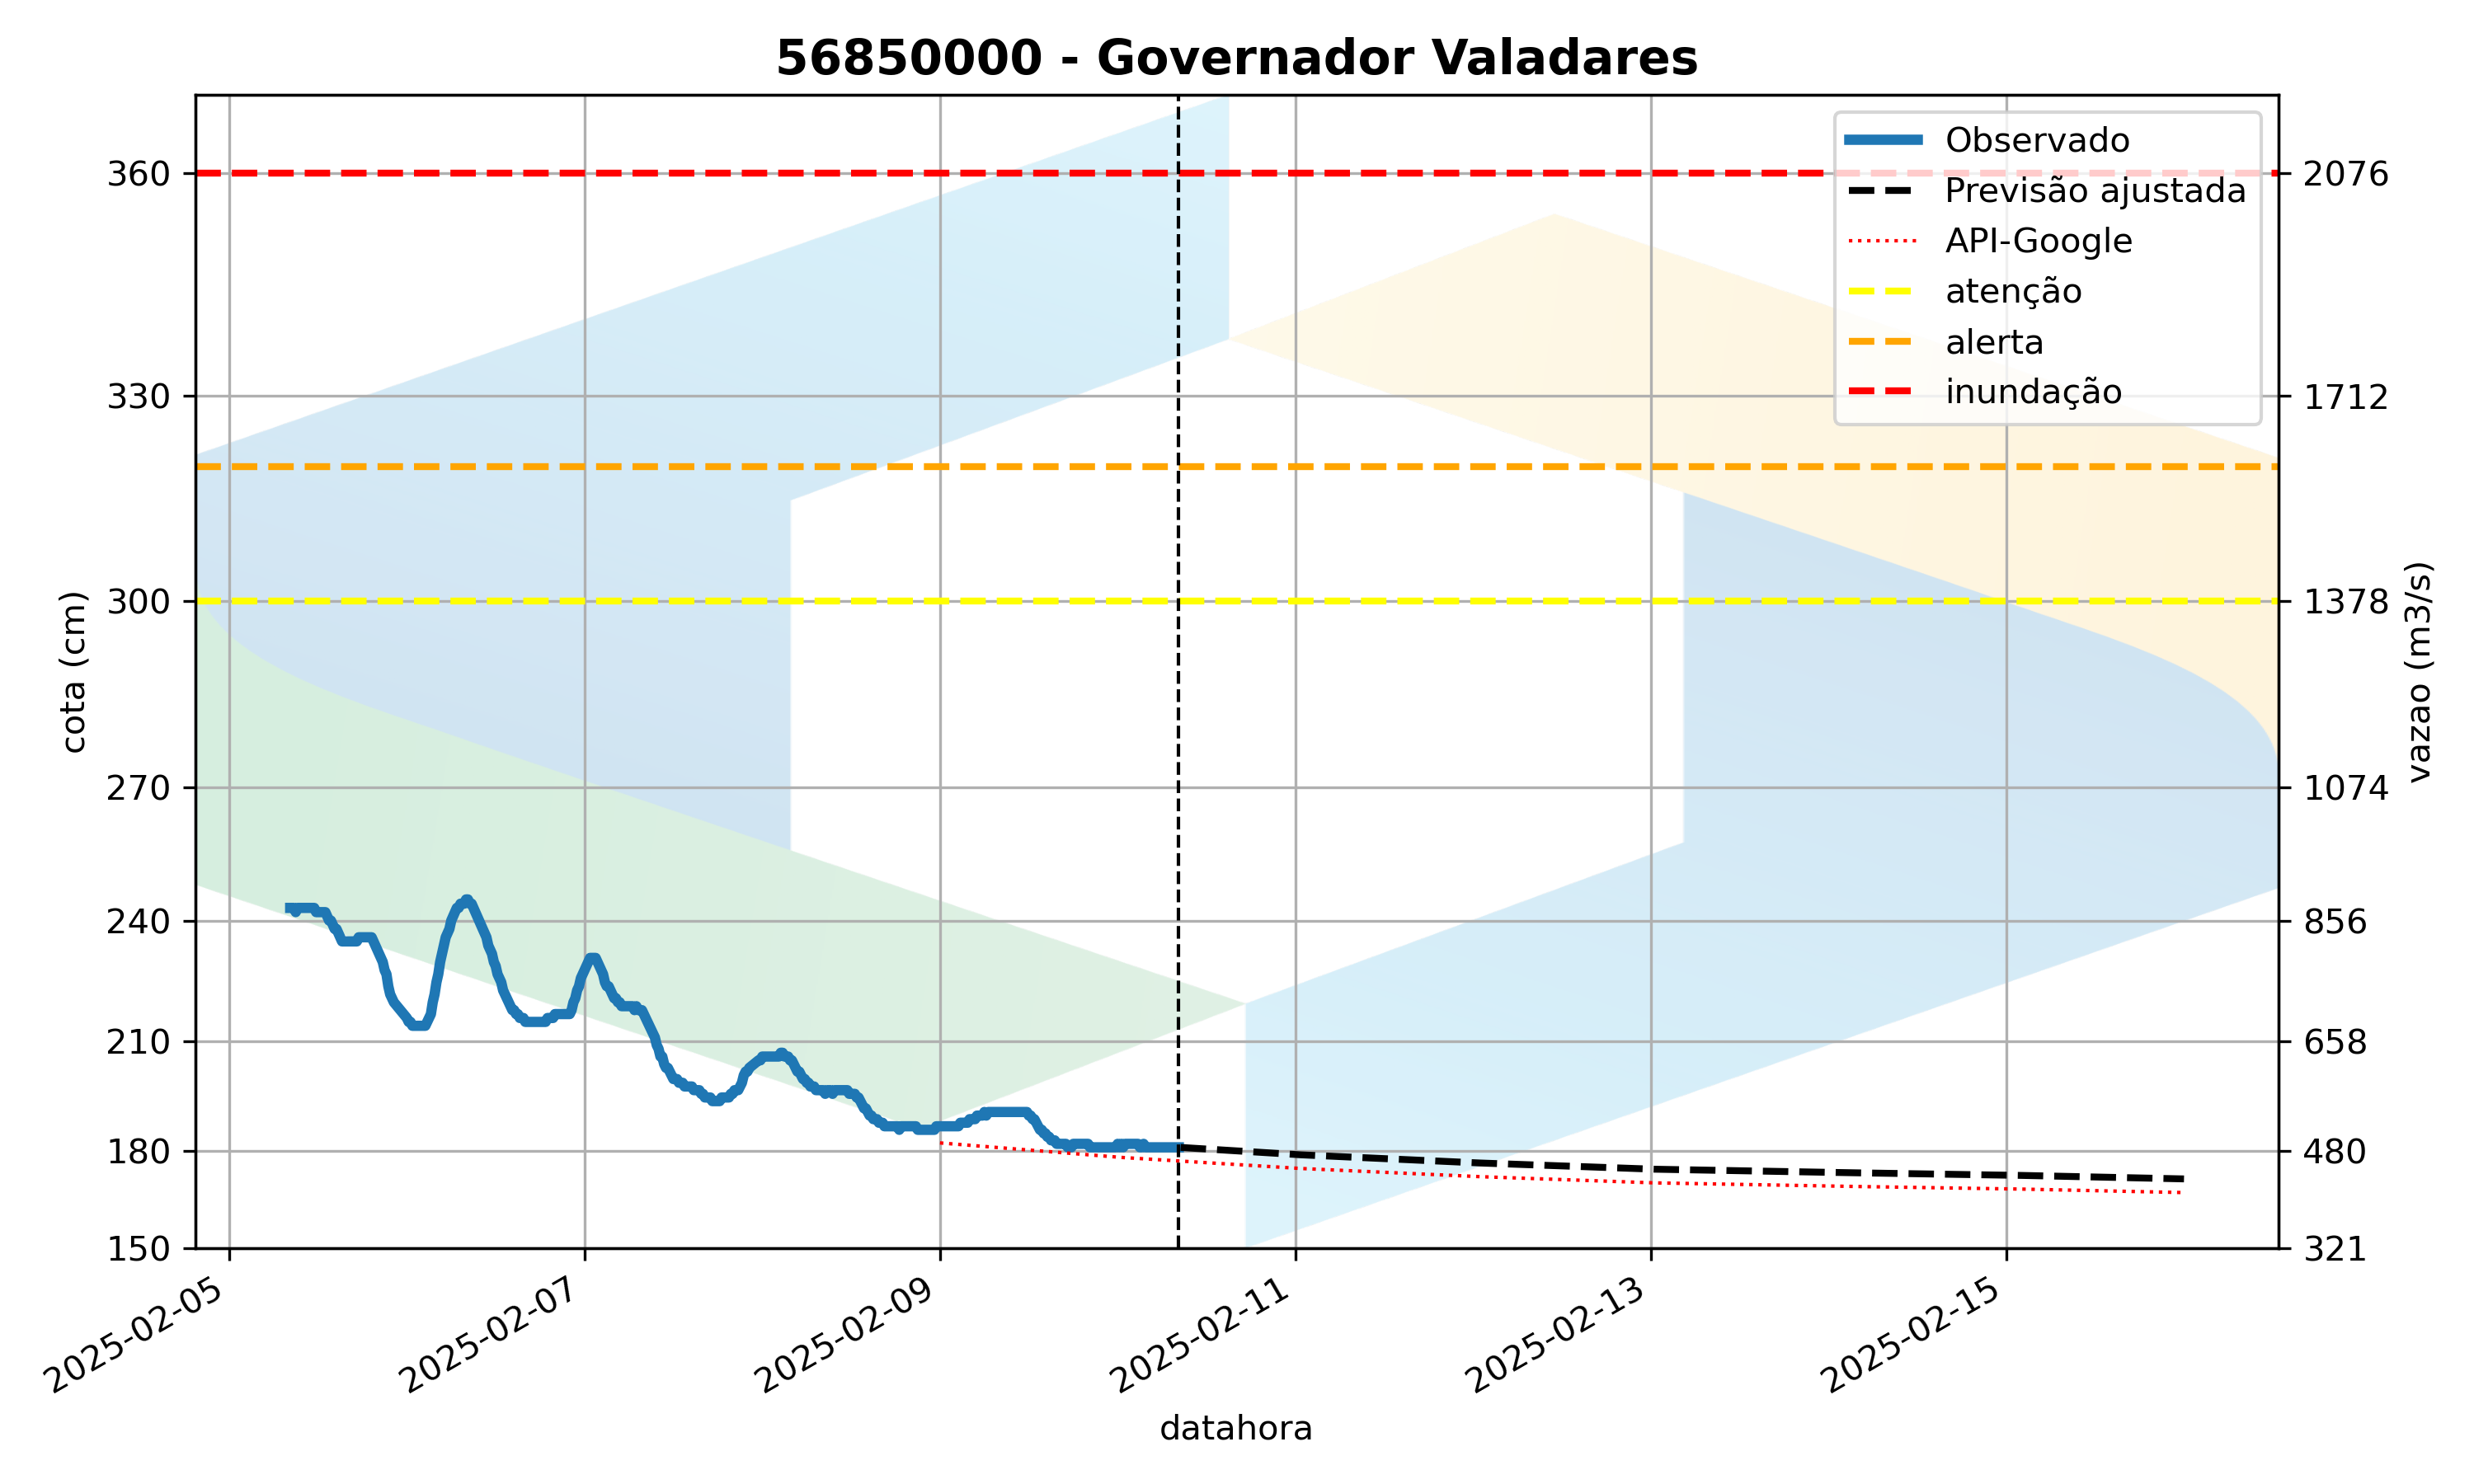 56850000 - Governador Valadares
Observado
Previsão ajustada
API-Google
atenção
alerta
inundação
360
330
300
270
240
210
180
150
cota (cm)
2076
1712
1378
1074
856
658
480
321
vazao (m3/s)
2025-02-05
2025-02-07
2025-02-09
2025-02-11
2025-02-13
2025-02-15
datahora